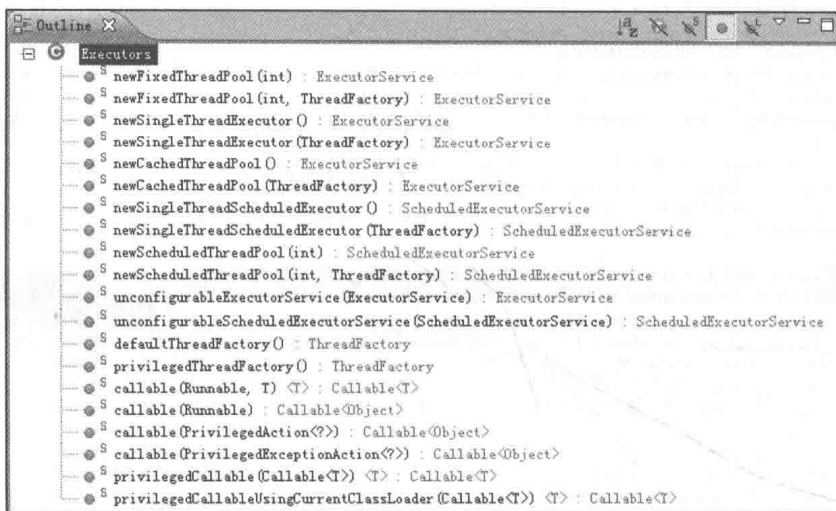 Outline
Executors
newFixedThreadPool(int) : ExecutorService
newFixedThreadPool(int, ThreadFactory) : ExecutorService
newSingleThreadExecutor() : ExecutorService
newSingleThreadExecutor(ThreadFactory) : ExecutorService
newCachedThreadPool() : ExecutorService
newCachedThreadPool(ThreadFactory) : ExecutorService
newSingleThreadScheduledExecutor() : ScheduledExecutorService
newSingleThreadScheduledExecutor(ThreadFactory) : ScheduledExecutorService
newScheduledThreadPool(int) : ScheduledExecutorService
newScheduledThreadPool(int, ThreadFactory) : ScheduledExecutorService
unconfigurableExecutorService(ExecutorService) : ExecutorService
unconfigurableScheduledExecutorService(ScheduledExecutorService) : ScheduledExecutorService
defaultThreadFactory() : ThreadFactory
privilegedThreadFactory() : ThreadFactory
callable(Runnable, T) <T> : Callable<T>
callable(Runnable) : Callable<Object>
callable(PrivilegedAction<?>) : Callable<Object>
callable(PrivilegedExceptionAction<?>) : Callable<Object>
privilegedCallable(Callable<T>) <T> : Callable<T>
privilegedCallableUsingCurrentClassLoader(Callable<T>) <T> : Callable<T>